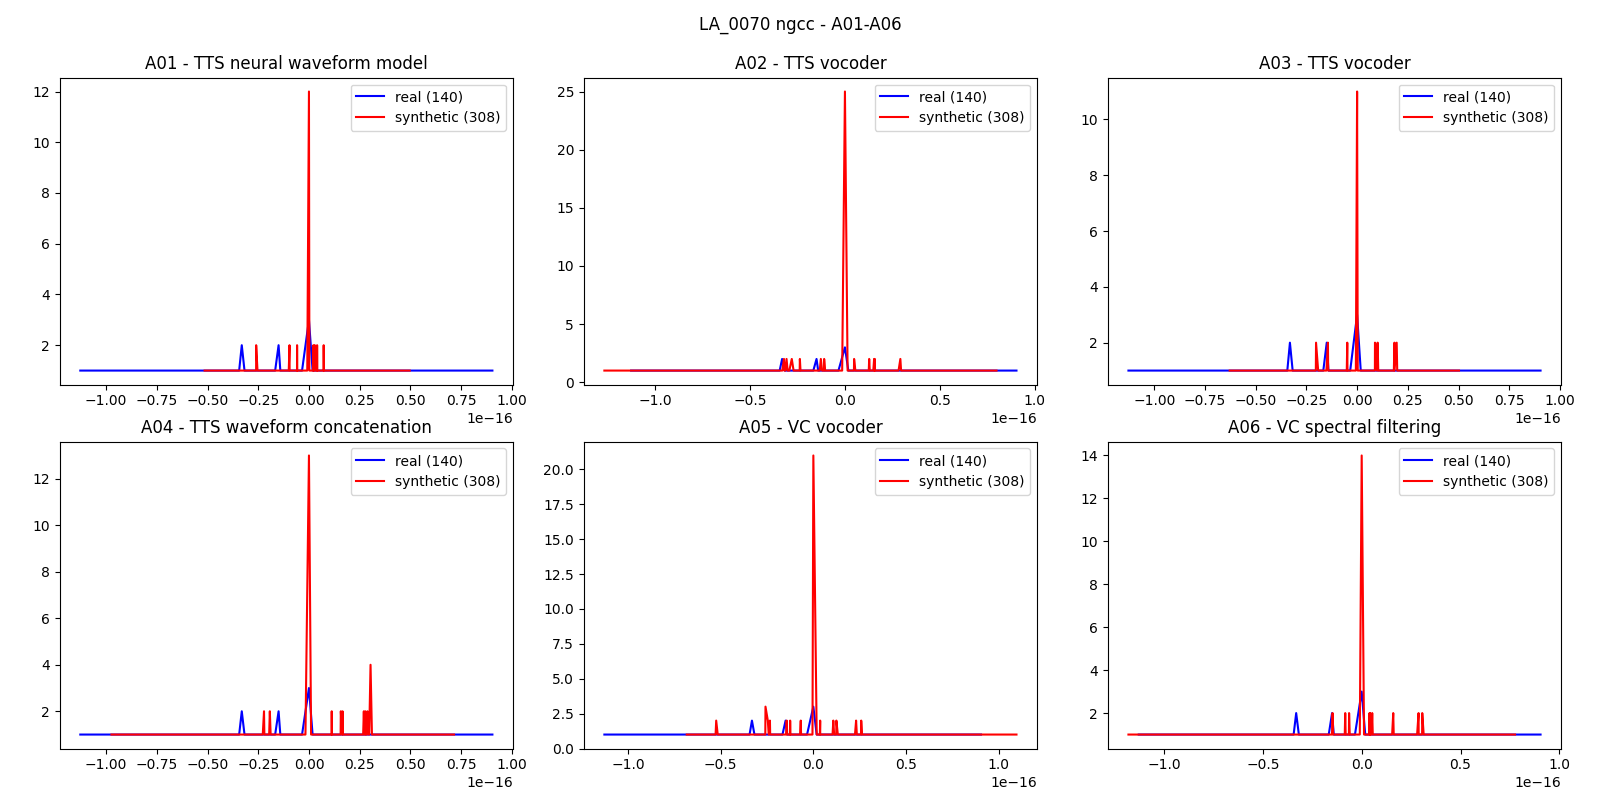 LA_0070 ngcc - A01-A06
A01 - TTS neural waveform model
12
10
8
6
4
2
real (140)
synthetic (308)
−1.00 −0.75 −0.50 −0.25 0.00 0.25 0.50 0.75 1.00
1e−16
A02 - TTS vocoder
25
20
15
10
5
0
real (140)
synthetic (308)
−1.0 −0.5 0.0 0.5 1.0
1e−16
A03 - TTS vocoder
10
8
6
4
2
real (140)
synthetic (308)
−1.00 −0.75 −0.50 −0.25 0.00 0.25 0.50 0.75 1.00
1e−16
A04 - TTS waveform concatenation
12
10
8
6
4
2
real (140)
synthetic (308)
−1.00 −0.75 −0.50 −0.25 0.00 0.25 0.50 0.75 1.00
1e−16
A05 - VC vocoder
20.0
17.5
15.0
12.5
10.0
7.5
5.0
2.5
0.0
real (140)
synthetic (308)
−1.0 −0.5 0.0 0.5 1.0
1e−16
A06 - VC spectral filtering
14
12
10
8
6
4
2
real (140)
synthetic (308)
−1.0 −0.5 0.0 0.5 1.0
1e−16